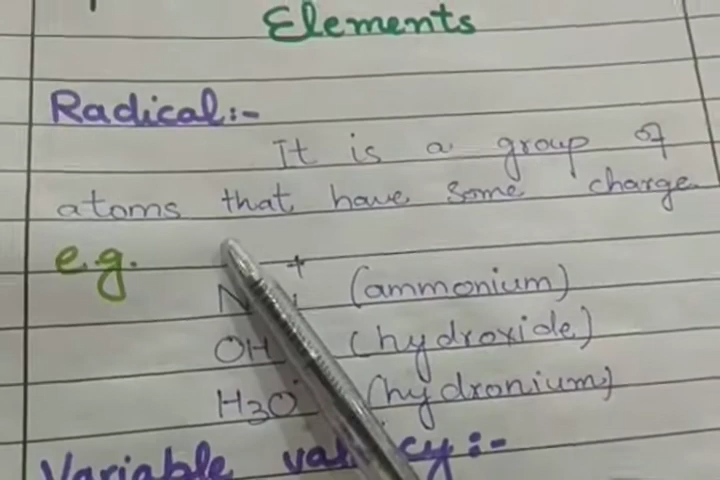 Elements
Radical:-
It is a group of
atoms that have some charge
e.g.
(ammonium)
OH (hydroxide)
H3O (hydronium)
Variable